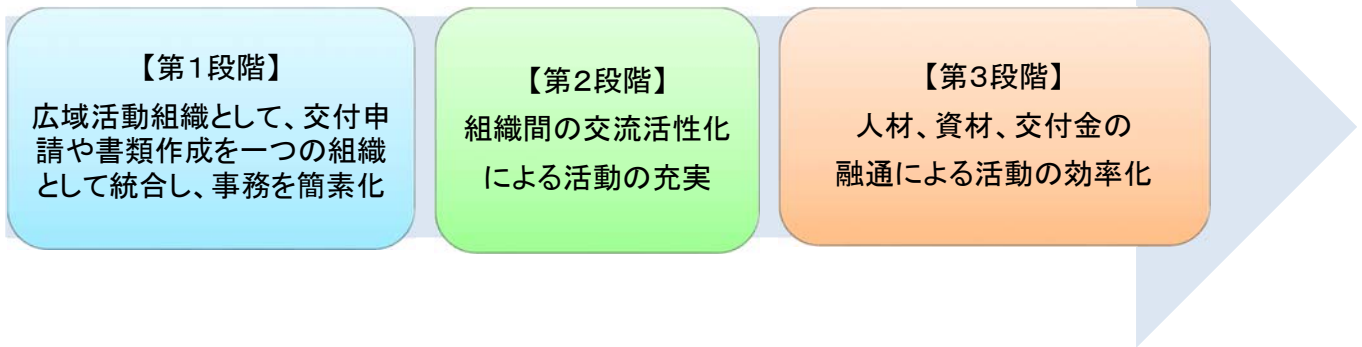 【第1段階】
広域活動組織として、交付申
請や書類作成を一つの組織
として統合し、事務を簡素化
【第2段階】
組織間の交流活性化
による活動の充実
【第3段階】
人材、資材、交付金の
融通による活動の効率化